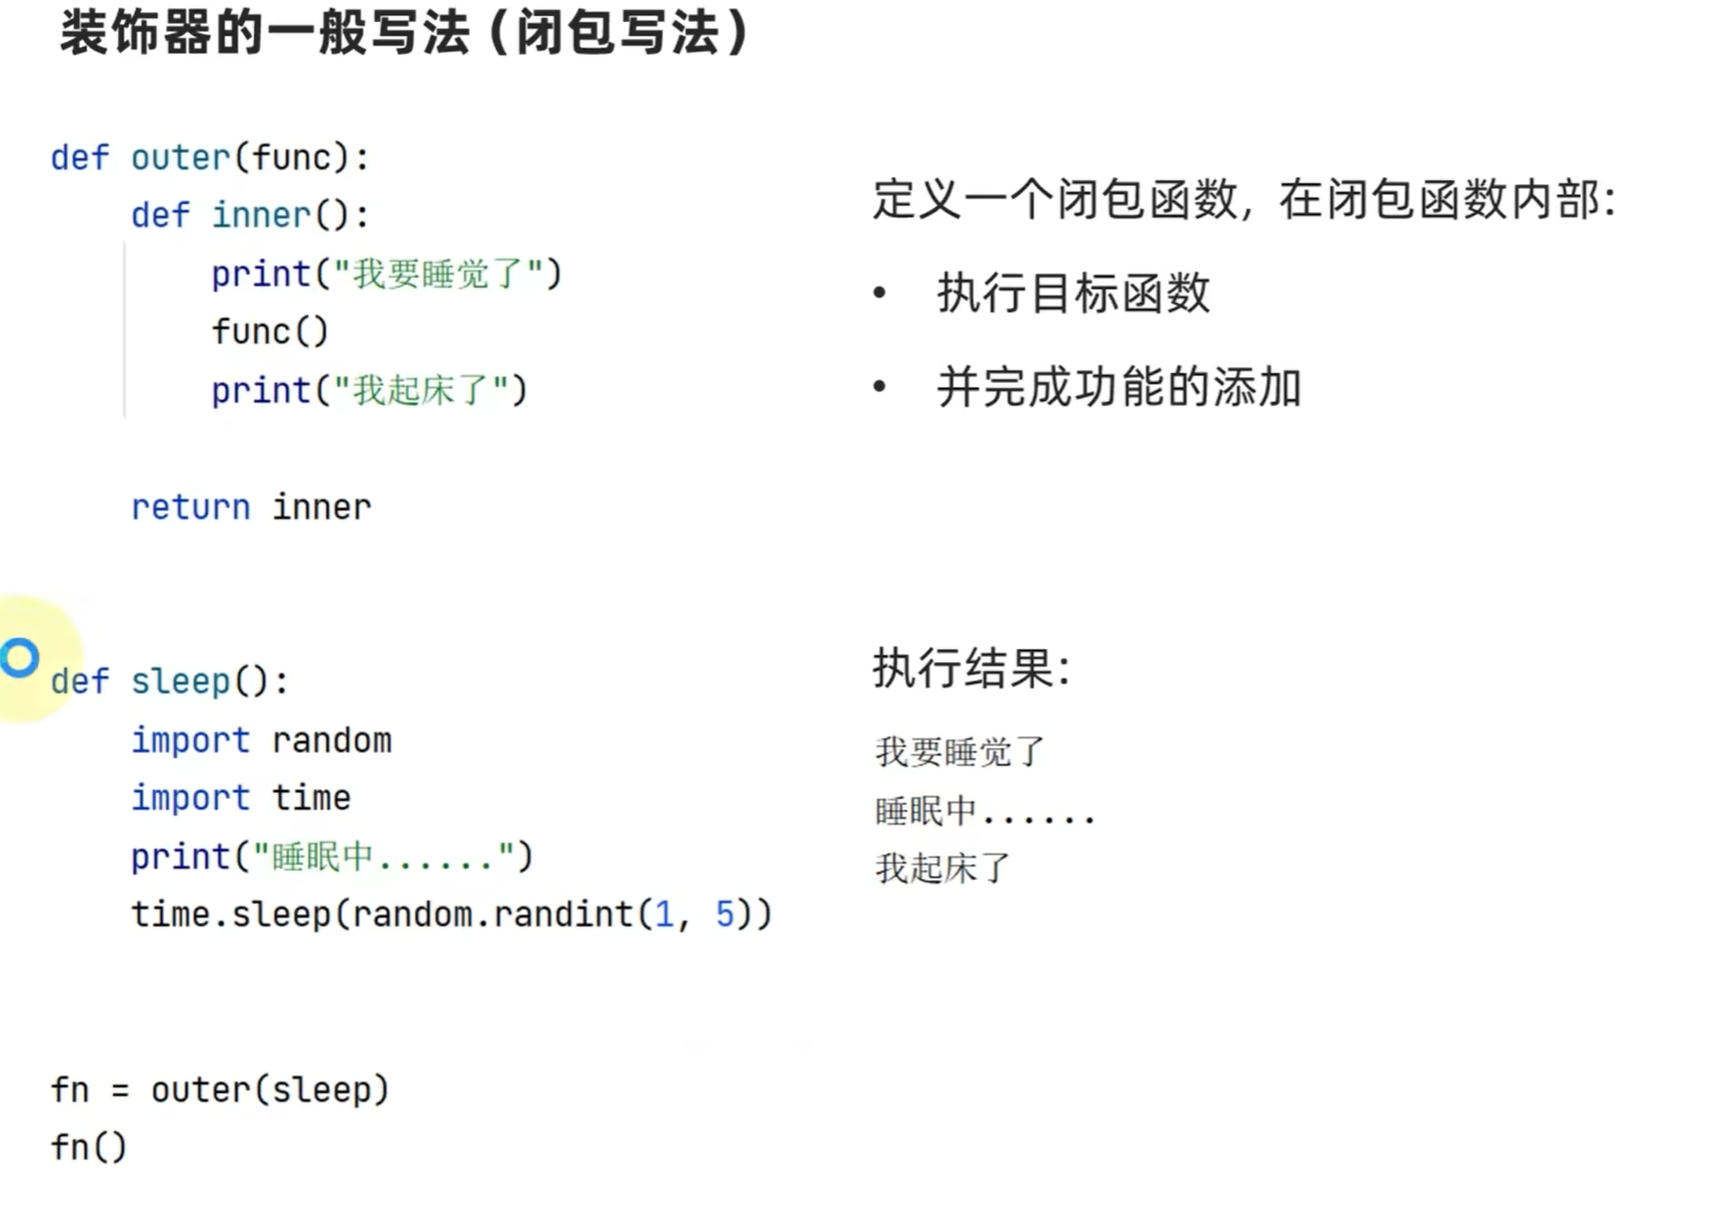 装饰器的一般写法（闭包写法）
def outer(func):
    def inner():
        print("我要睡觉了")
        func()
        print("我起床了")
    return inner
def sleep():
    import random
    import time
    print("睡眠中......")
    time.sleep(random.randint(1, 5))
fn = outer(sleep)
fn()
定义一个闭包函数, 在闭包函数内部:
• 执行目标函数
• 并完成功能的添加
执行结果:
我要睡觉了
睡眠中......
我起床了